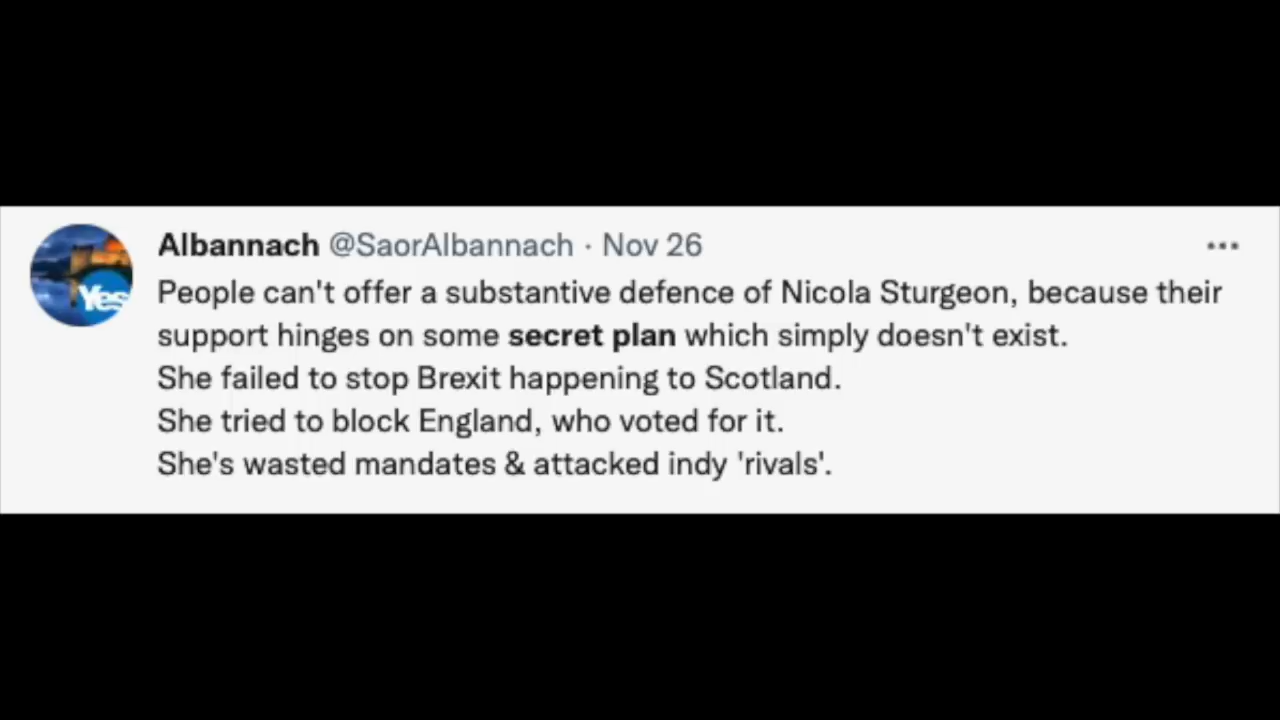 Albannach @SaorAlbannach · Nov 26
People can't offer a substantive defence of Nicola Sturgeon, because their
support hinges on some secret plan which simply doesn't exist.
She failed to stop Brexit happening to Scotland.
She tried to block England, who voted for it.
She's wasted mandates & attacked indy 'rivals'.
Yes